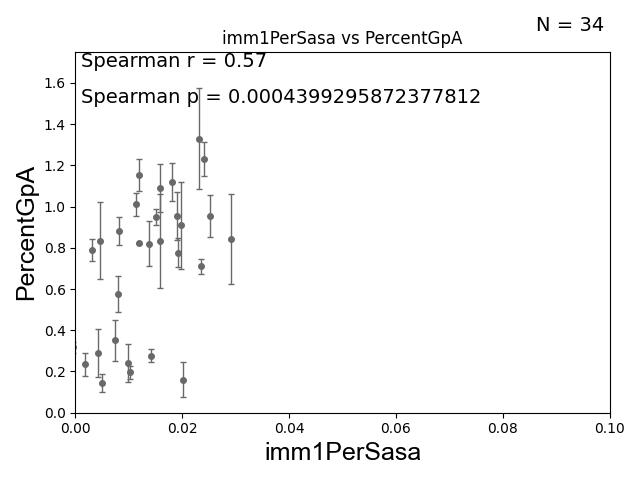 N = 34
imm1PerSasa vs PercentGpA
Spearman r = 0.57
Spearman p = 0.0004399295872377812
PercentGpA
1.6
1.4
1.2
1.0
0.8
0.6
0.4
0.2
0.0
0.00 0.02 0.04 0.06 0.08 0.10
imm1PerSasa